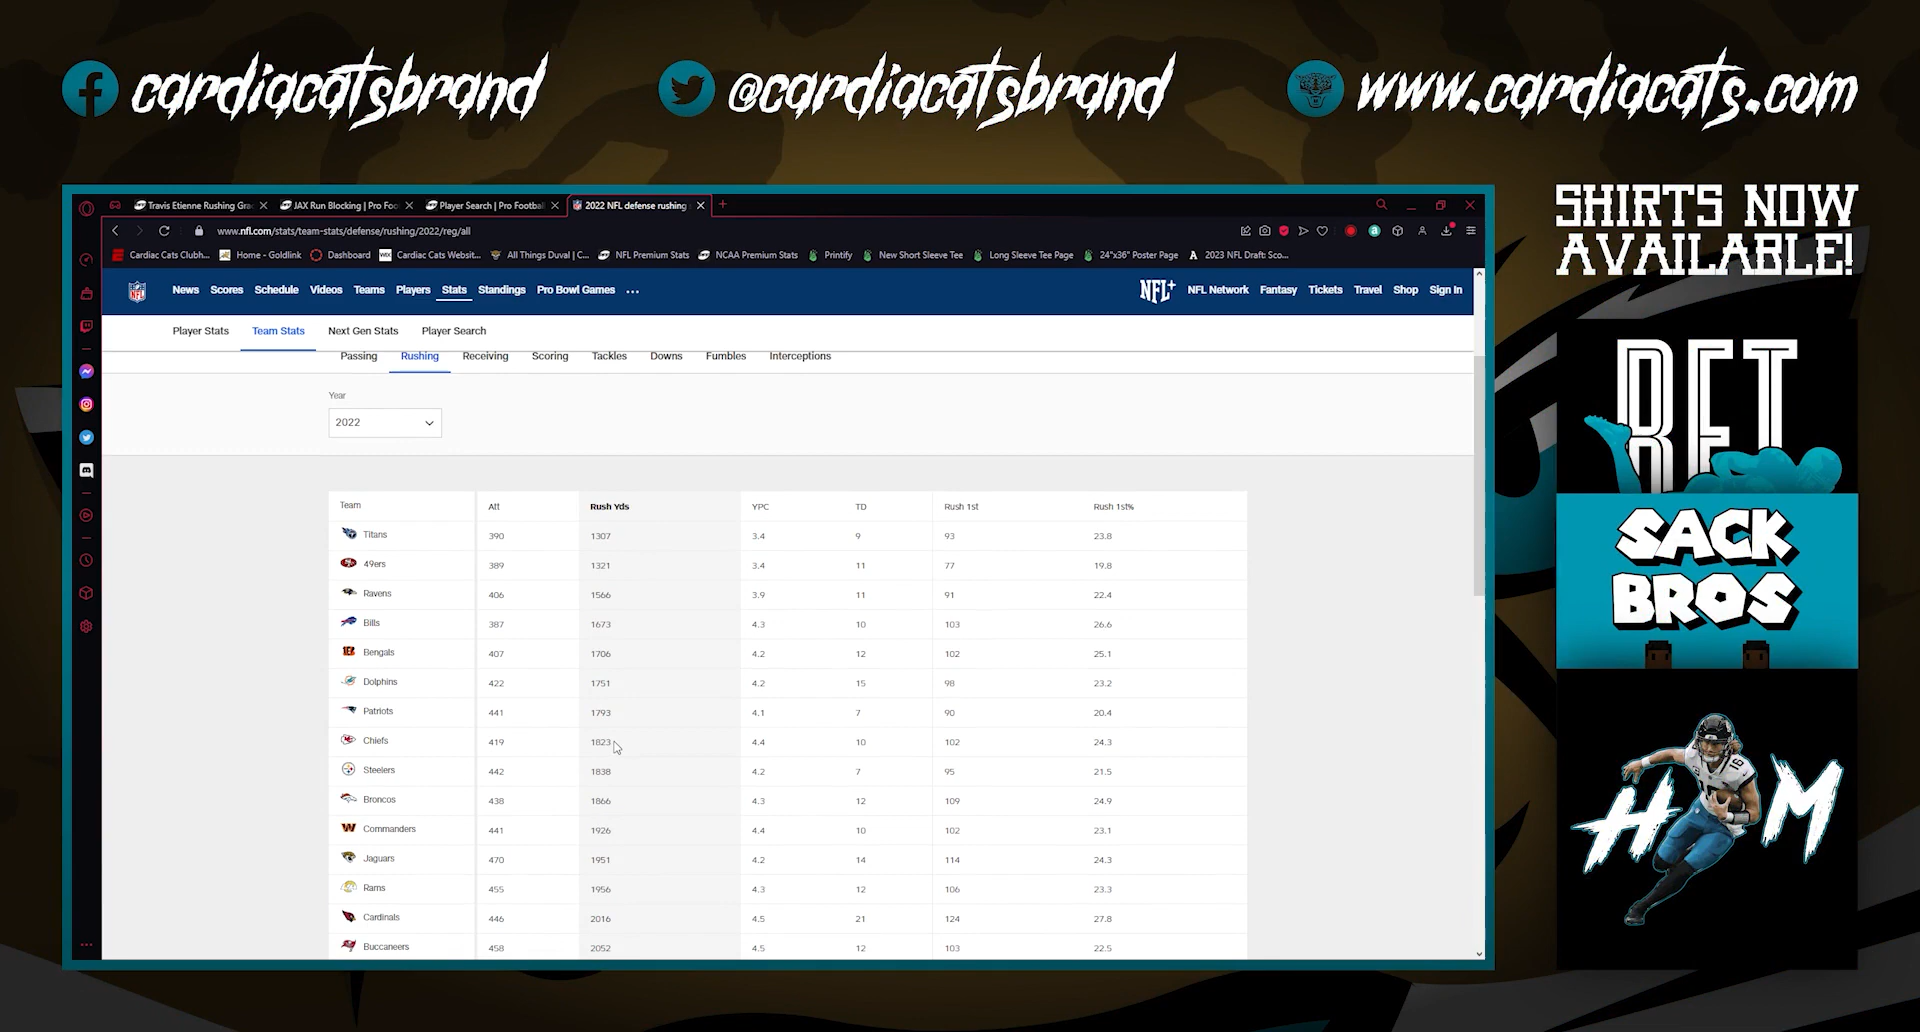 cardiacatsbrand
@cardiacatsbrand
www.cardiacats.com
SHIRTS NOW
AVAILABLE!
Travis Etienne Rushing Gra
JAX Run Blocking | Pro Foo
Player Search | Pro Football
2022 NFL defense rushing
www.nfl.com/stats/team-stats/defense/rushing/2022/reg/all
Cardiac Cats Clubh...
Home - Goldlink
Dashboard
WIX
Cardiac Cats Websit...
All Things Duval | C...
NFL Premium Stats
NCAA Premium Stats
Printify
New Short Sleeve Tee
Long Sleeve Tee Page
24"x36" Poster Page
2023 NFL Draft: Sco...
News Scores Schedule Videos Teams Players Stats Standings Pro Bowl Games ...
NFL+ NFL Network Fantasy Tickets Travel Shop Sign In
Player Stats Team Stats Next Gen Stats Player Search
Passing Rushing Receiving Scoring Tackles Downs Fumbles Interceptions
Year
2022
Team Att Rush Yds YPC TD Rush 1st Rush 1st%
Titans 390 1307 3.4 9 93 23.8
49ers 389 1321 3.4 11 77 19.8
Ravens 406 1566 3.9 11 91 22.4
Bills 387 1673 4.3 10 103 26.6
Bengals 407 1706 4.2 12 102 25.1
Dolphins 422 1751 4.2 15 98 23.2
Patriots 441 1793 4.1 7 90 20.4
Chiefs 419 1823 4.4 10 102 24.3
Steelers 442 1838 4.2 7 95 21.5
Broncos 438 1866 4.3 12 109 24.9
Commanders 441 1926 4.4 10 102 23.1
Jaguars 470 1951 4.2 14 114 24.3
Rams 455 1956 4.3 12 106 23.3
Cardinals 446 2016 4.5 21 124 27.8
Buccaneers 458 2052 4.5 12 103 22.5
SACK
BROS
H M
16